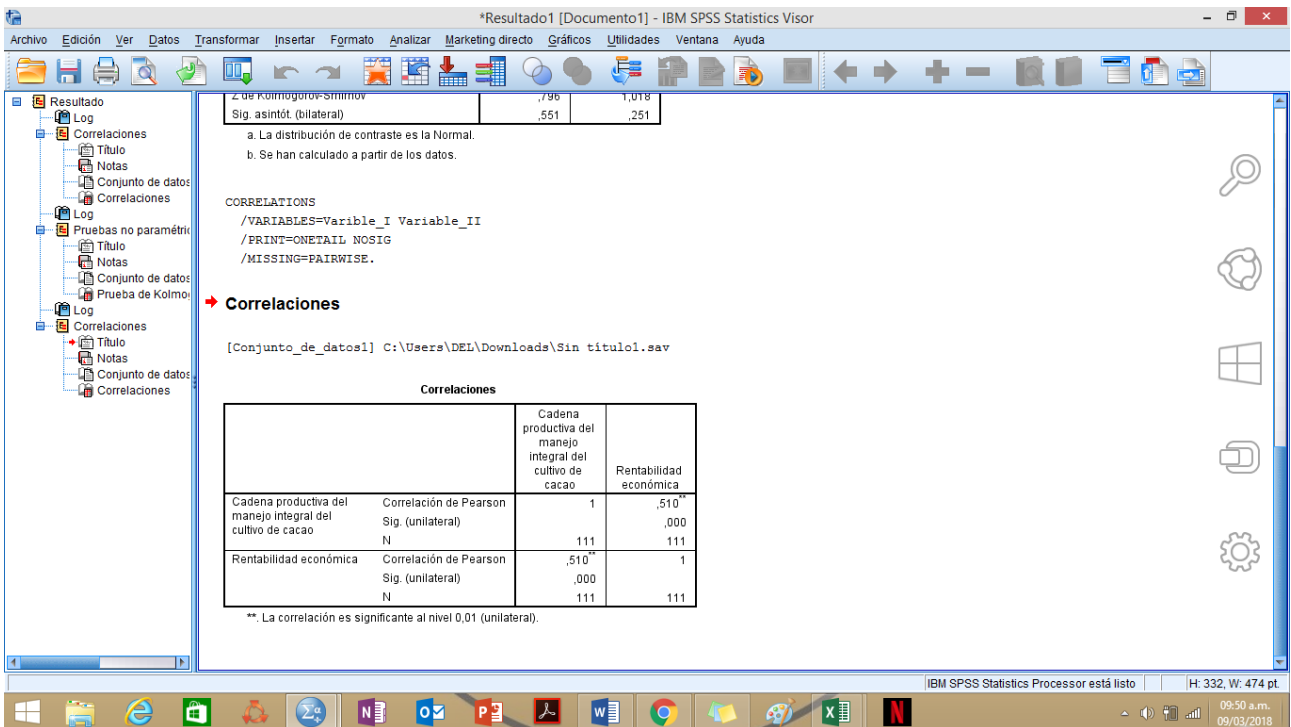 *Resultado1 [Documento1] - IBM SPSS Statistics Visor
Archivo Edición Ver Datos Transformar Insertar Formato Analizar Marketing directo Gráficos Utilidades Ventana Ayuda
Resultado
Log
Correlaciones
Título
Notas
Conjunto de datos
Correlaciones
Log
Pruebas no paramétric
Título
Notas
Conjunto de datos
Prueba de Kolmo
Log
Correlaciones
Título
Notas
Conjunto de datos
Correlaciones
Z de Kolmogorov-Smirnov ,796 1,018
Sig. asintót. (bilateral) ,551 ,251
a. La distribución de contraste es la Normal.
b. Se han calculado a partir de los datos.
CORRELATIONS
/VARIABLES=Varible_I Variable_II
/PRINT=ONETAIL NOSIG
/MISSING=PAIRWISE.
Correlaciones
[Conjunto_de_datos1] C:\Users\DEL\Downloads\Sin título1.sav
Correlaciones
Cadena
productiva del
manejo
integral del
cultivo de
cacao
Rentabilidad
económica
Cadena productiva del
manejo integral del
cultivo de cacao
Correlación de Pearson 1 ,510**
Sig. (unilateral) ,000
N 111 111
Rentabilidad económica Correlación de Pearson ,510** 1
Sig. (unilateral) ,000
N 111 111
**. La correlación es significante al nivel 0,01 (unilateral).
IBM SPSS Statistics Processor está listo H: 332, W: 474 pt.
09:50 a.m.
09/03/2018